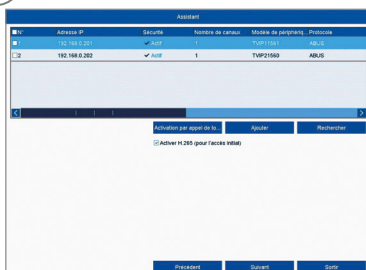 Assistant
N° Adresse IP Sécurité Nombre de canaux Modèle de périphériq... Protocole
1 192.168.0.201 Actif 1 TVIP11561 ABUS
2 192.168.0.202 Actif 1 TVIP21560 ABUS
Activation par appel de to... Ajouter Rechercher
Activer H.265 (pour l'accès initial)
Précédent Suivant Sortir